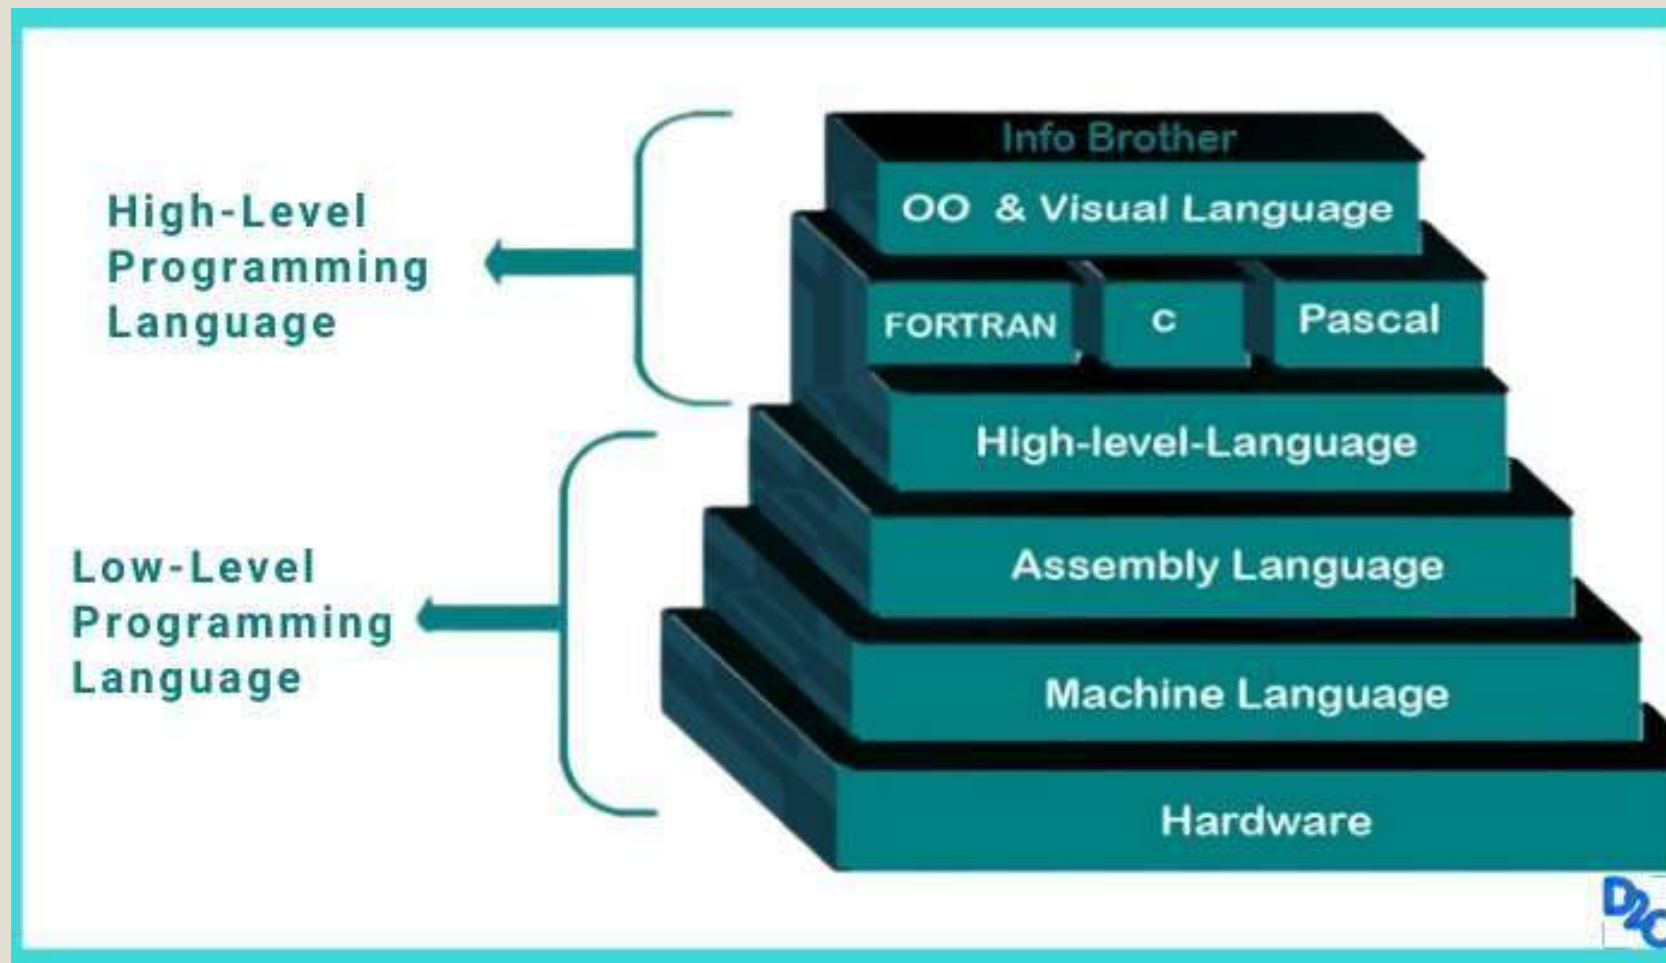 High-Level
Programming
Language
Low-Level
Programming
Language
Info Brother
OO & Visual Language
FORTRAN
C
Pascal
High-level-Language
Assembly Language
Machine Language
Hardware